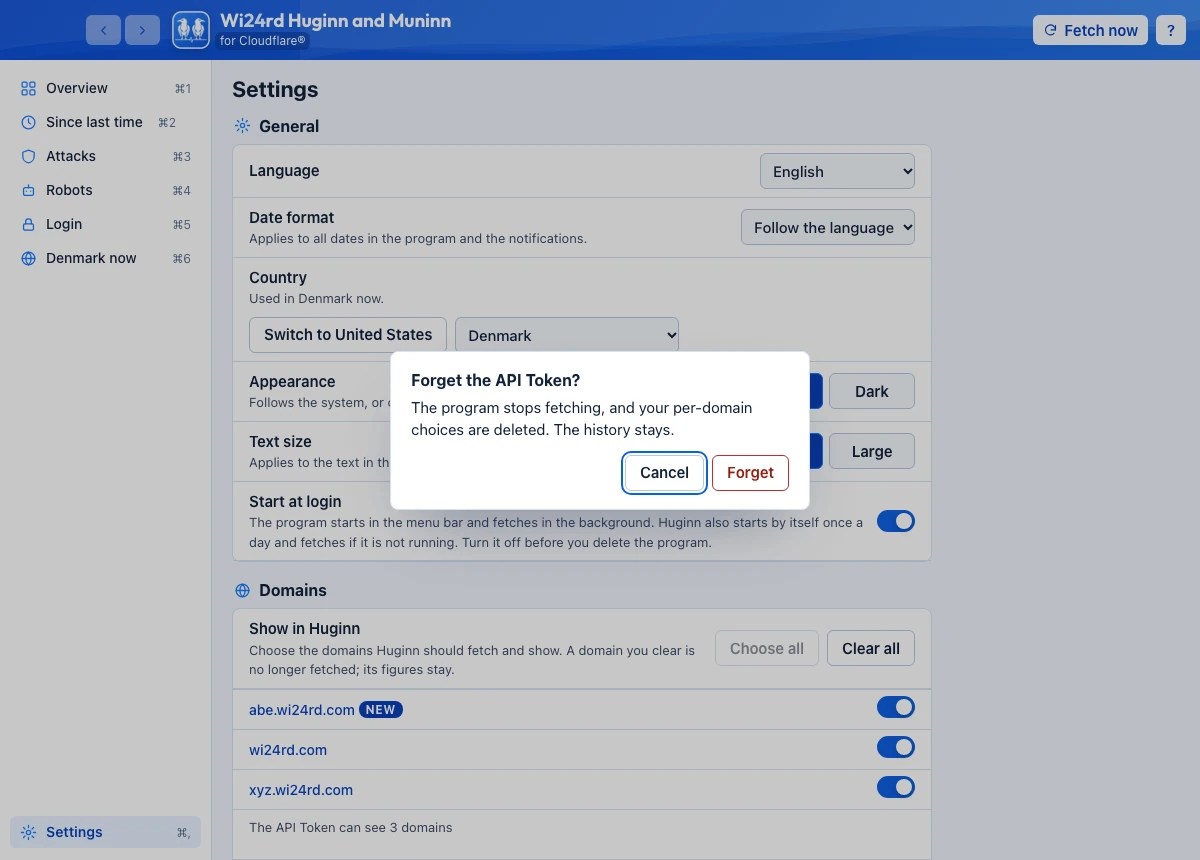 Wi24rd Huginn and Muninn
for Cloudflare®
Fetch now
?
Overview ⌘1
Since last time ⌘2
Attacks ⌘3
Robots ⌘4
Login ⌘5
Denmark now ⌘6
Settings ⌘,
Settings
General
Language
English
Date format
Applies to all dates in the program and the notifications.
Follow the language
Country
Used in Denmark now.
Switch to United States
Denmark
Appearance
Follows the system, or
Dark
Text size
Applies to the text in
Large
Forget the API Token?
The program stops fetching, and your per-domain
choices are deleted. The history stays.
Cancel
Forget
Start at login
The program starts in the menu bar and fetches in the background. Huginn also starts by itself once a
day and fetches if it is not running. Turn it off before you delete the program.
Domains
Show in Huginn
Choose the domains Huginn should fetch and show. A domain you clear is
no longer fetched; its figures stay.
Choose all
Clear all
abe.wi24rd.com NEW
wi24rd.com
xyz.wi24rd.com
The API Token can see 3 domains